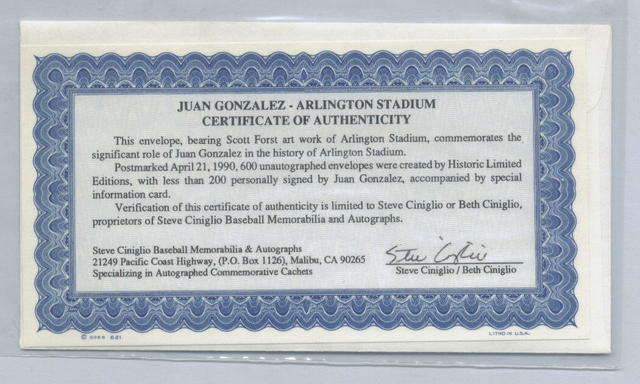 JUAN GONZALEZ - ARLINGTON STADIUM
CERTIFICATE OF AUTHENTICITY
This envelope, bearing Scott Forst art work of Arlington Stadium, commemorates the
significant role of Juan Gonzalez in the history of Arlington Stadium.
Postmarked April 21, 1990, 600 unautographed envelopes were created by Historic Limited
Editions, with less than 200 personally signed by Juan Gonzalez, accompanied by special
information card.
Verification of this certificate of authenticity is limited to Steve Ciniglio or Beth Ciniglio,
proprietors of Steve Ciniglio Baseball Memorabilia and Autographs.
Steve Ciniglio Baseball Memorabilia & Autographs
21249 Pacific Coast Highway, (P.O. Box 1126), Malibu, CA 90265
Specializing in Autographed Commemorative Cachets
Steve Ciniglio / Beth Ciniglio
LITHO IN U.S.A.